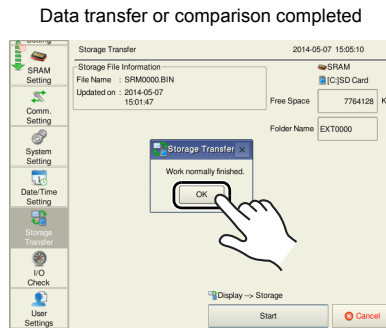 Data transfer or comparison completed
Setting
SRAM
Setting
Comm.
Setting
System
Setting
Date/Time
Setting
Storage
Transfer
I/O
Check
User
Settings
Storage Transfer
2014-05-07 15:05:10
Storage File Information
File Name : SRM0000.BIN
Updated on : 2014-05-07
15:01:47
SRAM
[C:]SD Card
Free Space 7764128 K
Folder Name EXT0000
Storage Transfer ×
Work normally finished.
OK
Display --> Storage
Start
Cancel